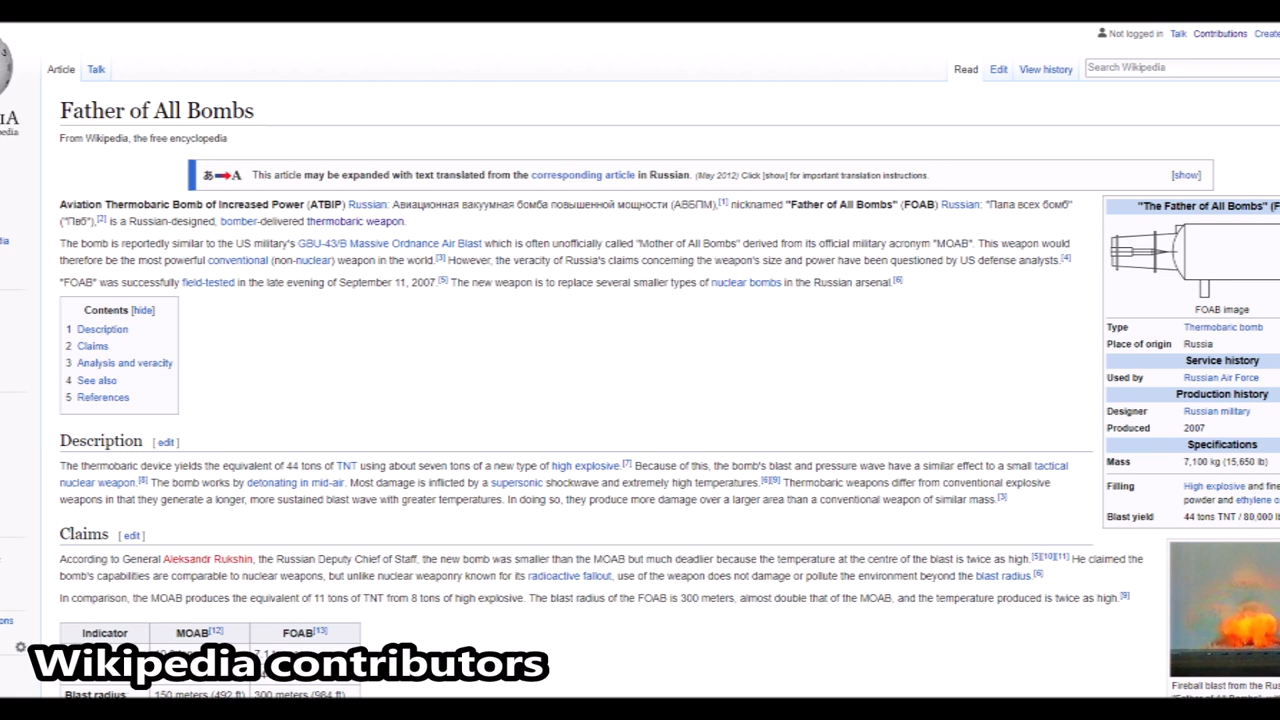 Not logged in Talk Contributions Create
IA
pedia
Article Talk
Read Edit View history
Search Wikipedia
Father of All Bombs
From Wikipedia, the free encyclopedia
あ➡A This article may be expanded with text translated from the corresponding article in Russian. (May 2012) Click [show] for important translation instructions. [show]
Aviation Thermobaric Bomb of Increased Power (ATBIP) Russian: Авиационная вакуумная бомба повышенной мощности (АВБПМ),[1] nicknamed "Father of All Bombs" (FOAB) Russian: "Папа всех бомб"
("Пвб"),[2] is a Russian-designed, bomber-delivered thermobaric weapon.
The bomb is reportedly similar to the US military's GBU-43/B Massive Ordnance Air Blast which is often unofficially called "Mother of All Bombs" derived from its official military acronym "MOAB". This weapon would
therefore be the most powerful conventional (non-nuclear) weapon in the world.[3] However, the veracity of Russia's claims concerning the weapon's size and power have been questioned by US defense analysts.[4]
"FOAB" was successfully field-tested in the late evening of September 11, 2007.[5] The new weapon is to replace several smaller types of nuclear bombs in the Russian arsenal.[6]
Contents [hide]
1 Description
2 Claims
3 Analysis and veracity
4 See also
5 References
"The Father of All Bombs" (F
FOAB image
Type Thermobaric bomb
Place of origin Russia
Service history
Used by Russian Air Force
Production history
Designer Russian military
Produced 2007
Specifications
Mass 7,100 kg (15,650 lb)
Filling High explosive and fine
powder and ethylene o
Blast yield 44 tons TNT / 80,000 lb
Description [ edit ]
The thermobaric device yields the equivalent of 44 tons of TNT using about seven tons of a new type of high explosive.[7] Because of this, the bomb's blast and pressure wave have a similar effect to a small tactical
nuclear weapon.[8] The bomb works by detonating in mid-air. Most damage is inflicted by a supersonic shockwave and extremely high temperatures.[6][9] Thermobaric weapons differ from conventional explosive
weapons in that they generate a longer, more sustained blast wave with greater temperatures. In doing so, they produce more damage over a larger area than a conventional weapon of similar mass.[3]
Claims [ edit ]
According to General Aleksandr Rukshin, the Russian Deputy Chief of Staff, the new bomb was smaller than the MOAB but much deadlier because the temperature at the centre of the blast is twice as high.[5][10][11] He claimed the
bomb's capabilities are comparable to nuclear weapons, but unlike nuclear weaponry known for its radioactive fallout, use of the weapon does not damage or pollute the environment beyond the blast radius.[6]
In comparison, the MOAB produces the equivalent of 11 tons of TNT from 8 tons of high explosive. The blast radius of the FOAB is 300 meters, almost double that of the MOAB, and the temperature produced is twice as high.[9]
Indicator MOAB[12] FOAB[13]
Blast radius: 150 meters (492 ft) 300 meters (984 ft)
Fireball blast from the Rus
Wikipedia contributors